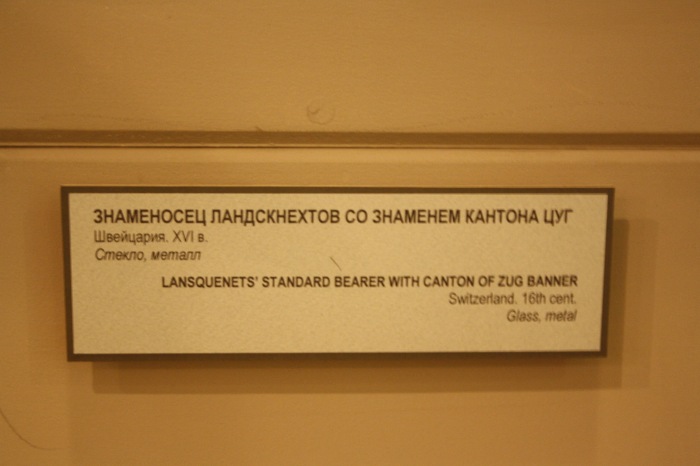 ЗНАМЕНОСЕЦ ЛАНДСКНЕХТОВ СО ЗНАМЕНЕМ КАНТОНА ЦУГ
Швейцария. XVI в.
Стекло, металл
LANSQUENETS' STANDARD BEARER WITH CANTON OF ZUG BANNER
Switzerland. 16th cent.
Glass, metal